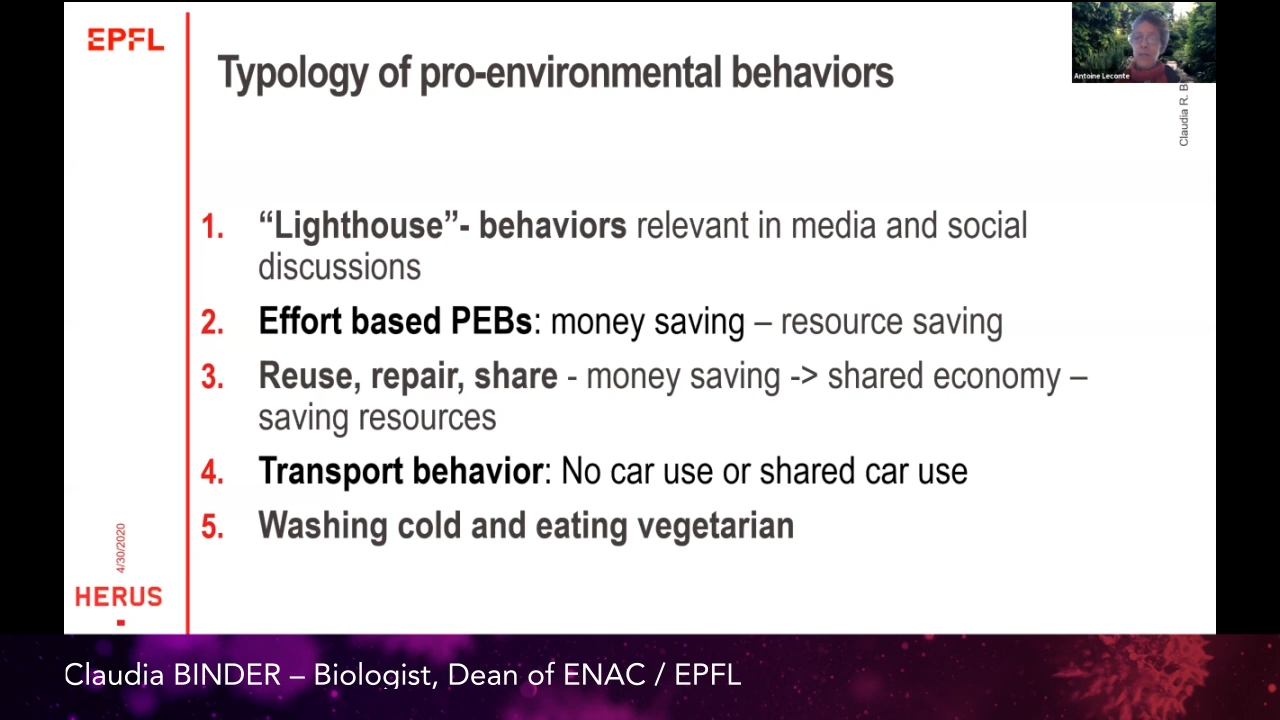 EPFL
Typology of pro-environmental behaviors
Antoine Leconte
Claudia R.
1. “Lighthouse”- behaviors relevant in media and social
discussions
2. Effort based PEBs: money saving – resource saving
3. Reuse, repair, share - money saving -> shared economy –
saving resources
4. Transport behavior: No car use or shared car use
5. Washing cold and eating vegetarian
4/30/2020
HERUS
Claudia BINDER – Biologist, Dean of ENAC / EPFL